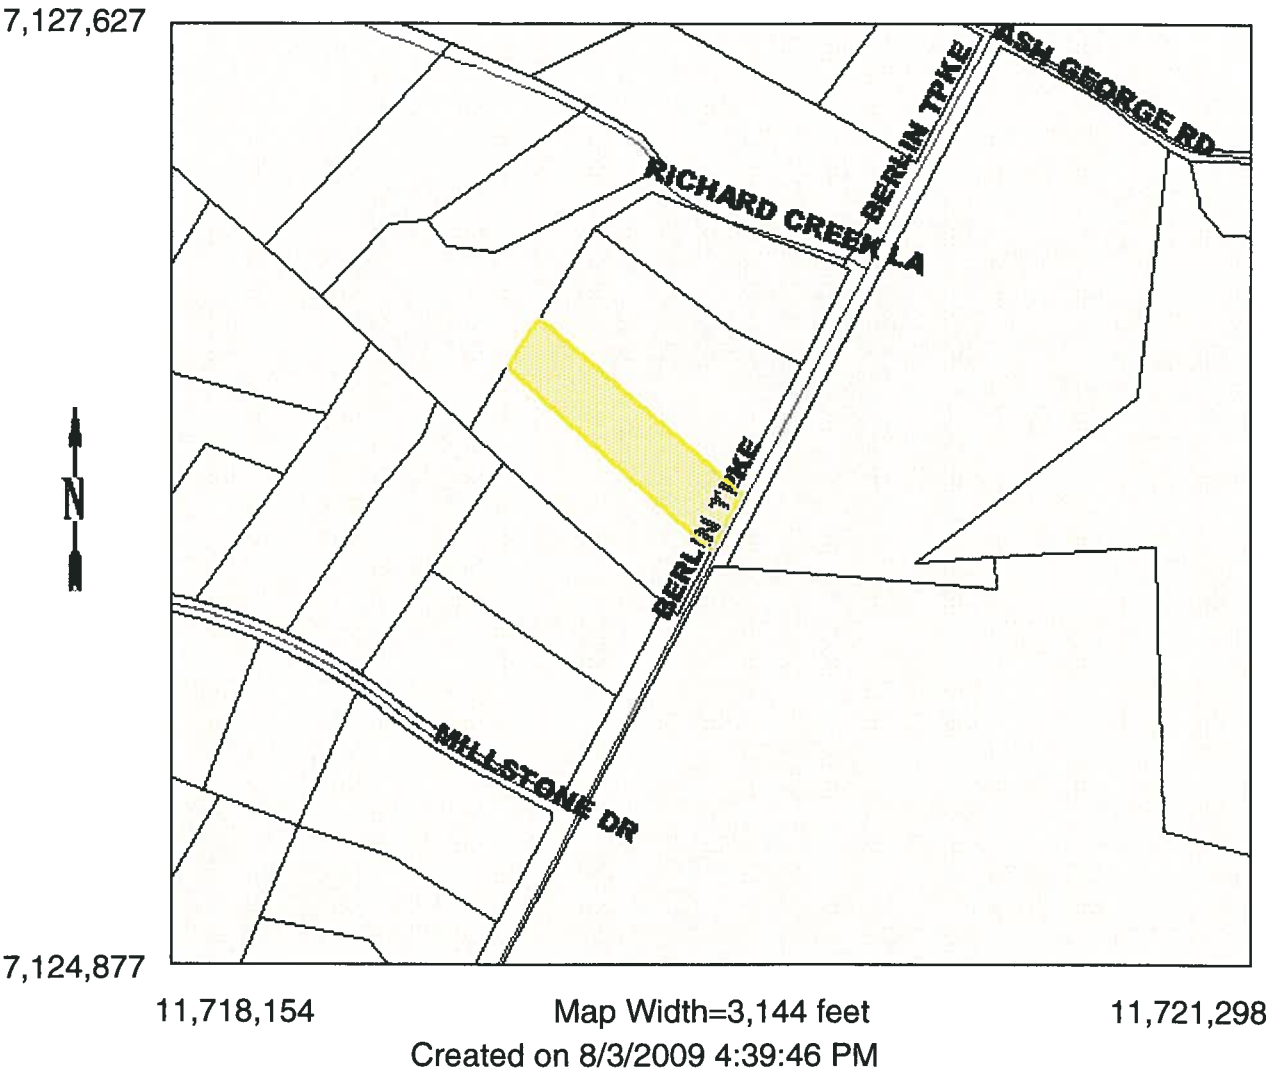 7,127,627
ASH GEORGE RD
BERLIN TPKE
RICHARD CREEK LA
BERLIN TPKE
N
MILLSTONE DR
7,124,877
11,718,154
Map Width=3,144 feet
11,721,298
Created on 8/3/2009 4:39:46 PM